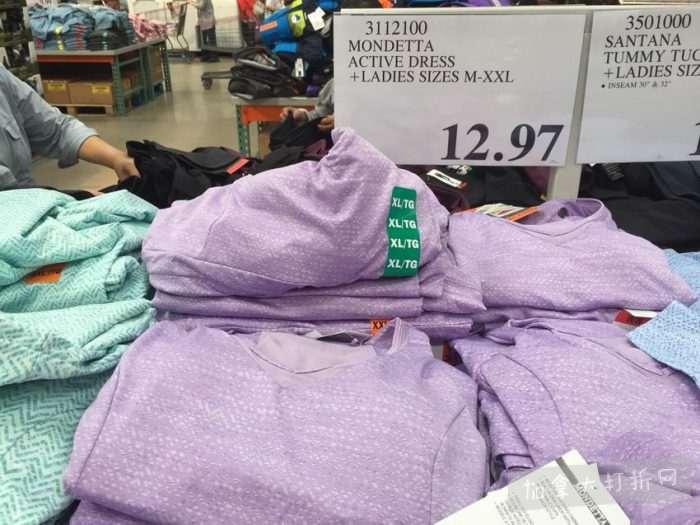 3112100
MONDETTA
ACTIVE DRESS
+LADIES SIZES M-XXL
12.97
3501000
SANTANA
TUMMY TUC
+LADIES SIZ
• INSEAM 30" & 32"
XL/TG
XL/TG
XL/TG
XL/TG
XXL
加拿大打折网